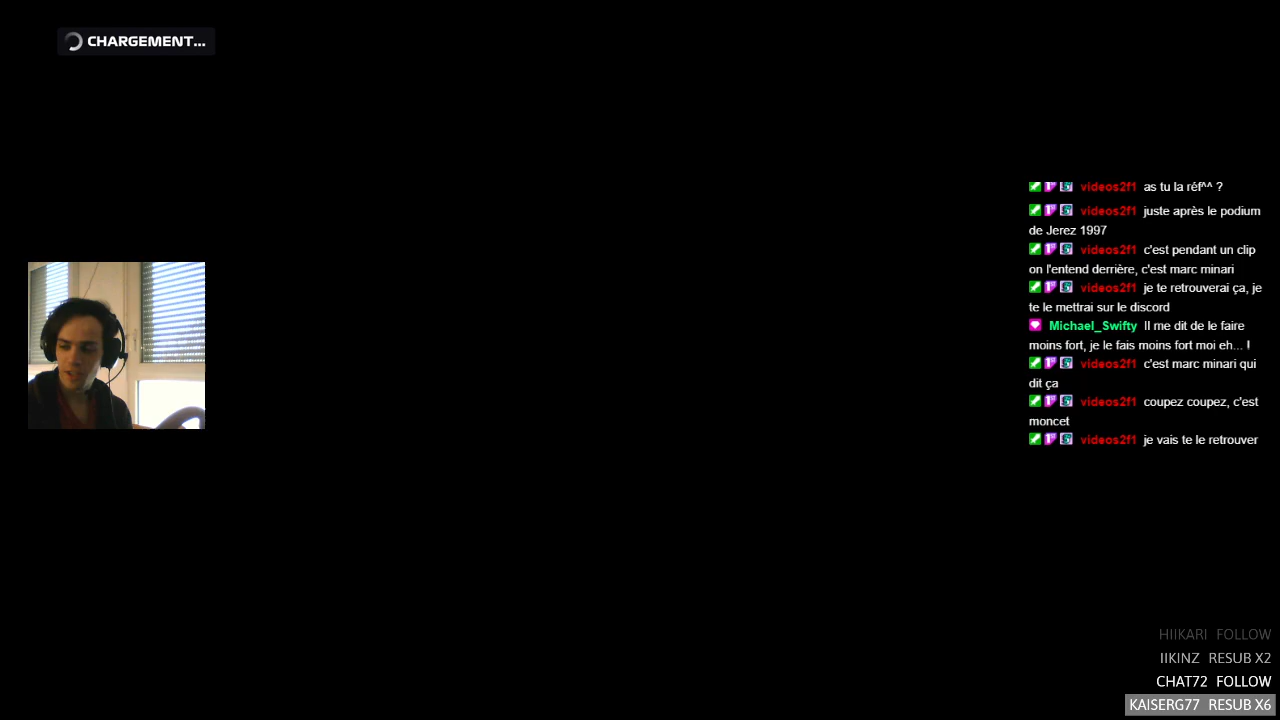 CHARGEMENT...
videos2f1 as tu la réf^^ ?
videos2f1 juste après le podium
de Jerez 1997
videos2f1 c'est pendant un clip
on l'entend derrière, c'est marc minari
videos2f1 je te retrouverai ça, je
te le mettrai sur le discord
Michael_Swifty Il me dit de le faire
moins fort, je le fais moins fort moi eh... !
videos2f1 c'est marc minari qui
dit ça
videos2f1 coupez coupez, c'est
moncet
videos2f1 je vais te le retrouver
HIIKARI FOLLOW
IIKINZ RESUB X2
CHAT72 FOLLOW
KAISERG77 RESUB X6